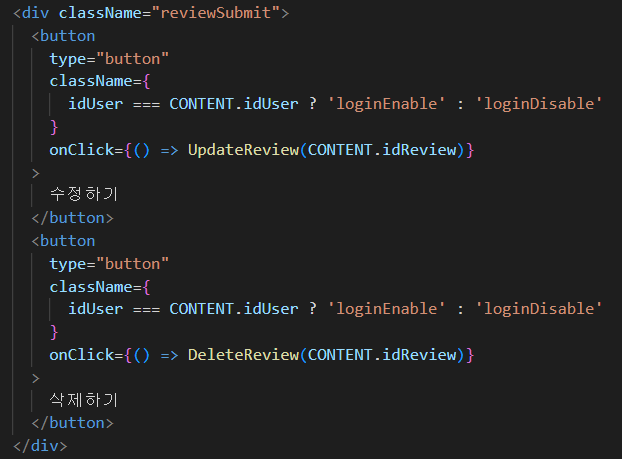 <div className="reviewSubmit">
<button
type="button"
className={
idUser === CONTENT.idUser ? 'loginEnable' : 'loginDisable'
}
onClick={() => UpdateReview(CONTENT.idReview)}
>
수정하기
</button>
<button
type="button"
className={
idUser === CONTENT.idUser ? 'loginEnable' : 'loginDisable'
}
onClick={() => DeleteReview(CONTENT.idReview)}
>
삭제하기
</button>
</div>